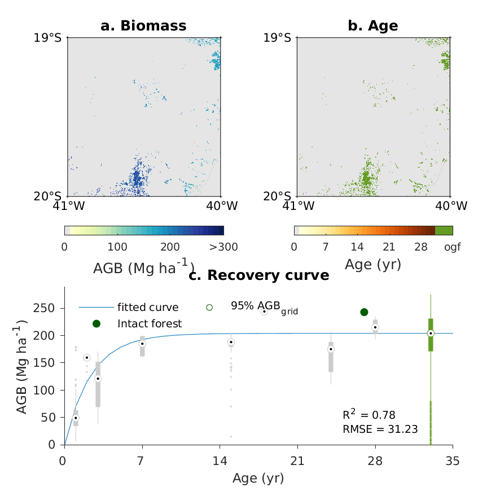 a. Biomass
b. Age
19°S
19°S
20°S
20°S
41°W
40°W
41°W
40°W
0 100 200 >300
0 7 14 21 28 ogf
AGB (Mg ha⁻¹)
Age (yr)
c. Recovery curve
fitted curve
95% AGB grid
Intact forest
250
200
150
100
50
0
AGB (Mg ha⁻¹)
R² = 0.78
RMSE = 31.23
0 7 14 21 28 35
Age (yr)